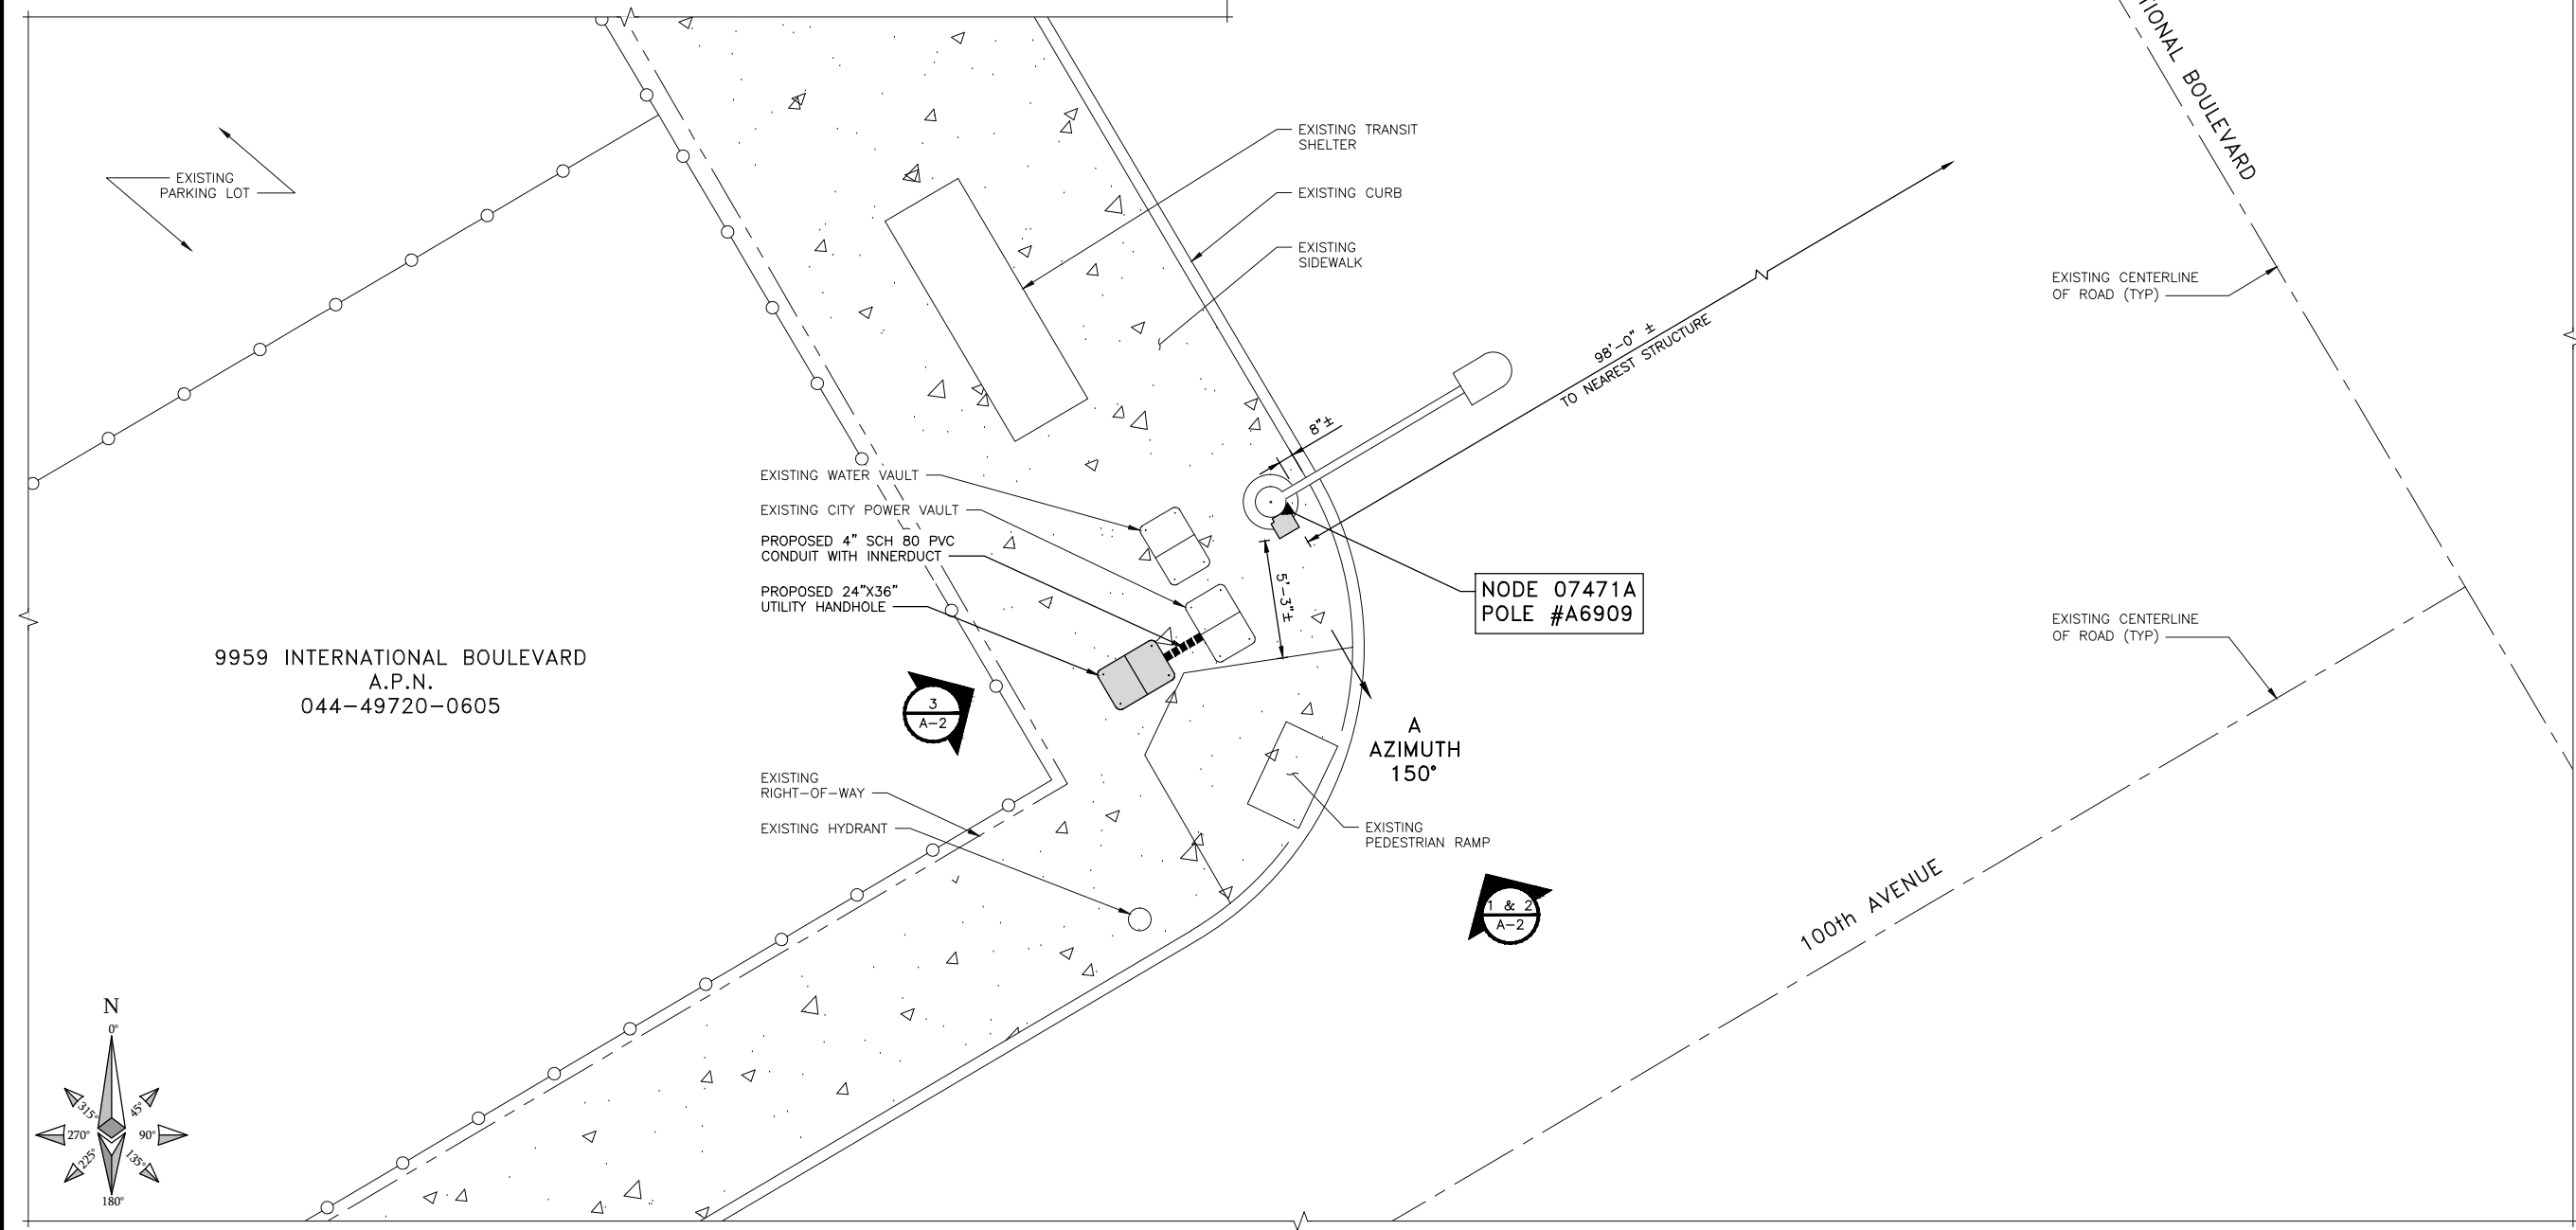 TIONAL BOULEVARD
EXISTING TRANSIT
SHELTER
EXISTING
PARKING LOT
EXISTING CURB
EXISTING
SIDEWALK
EXISTING CENTERLINE
OF ROAD (TYP)
98'-0" ±
TO NEAREST STRUCTURE
8"±
EXISTING WATER VAULT
EXISTING CITY POWER VAULT
PROPOSED 4" SCH 80 PVC
CONDUIT WITH INNERDUCT
PROPOSED 24"X36"
UTILITY HANDHOLE
5'-3"±
NODE 07471A
POLE #A6909
EXISTING CENTERLINE
OF ROAD (TYP)
9959 INTERNATIONAL BOULEVARD
A.P.N.
044-49720-0605
3
A-2
A
AZIMUTH
150°
EXISTING
RIGHT-OF-WAY
EXISTING HYDRANT
EXISTING
PEDESTRIAN RAMP
1 & 2
A-2
100th AVENUE
N
0°
315°
45°
270°
90°
225°
135°
180°